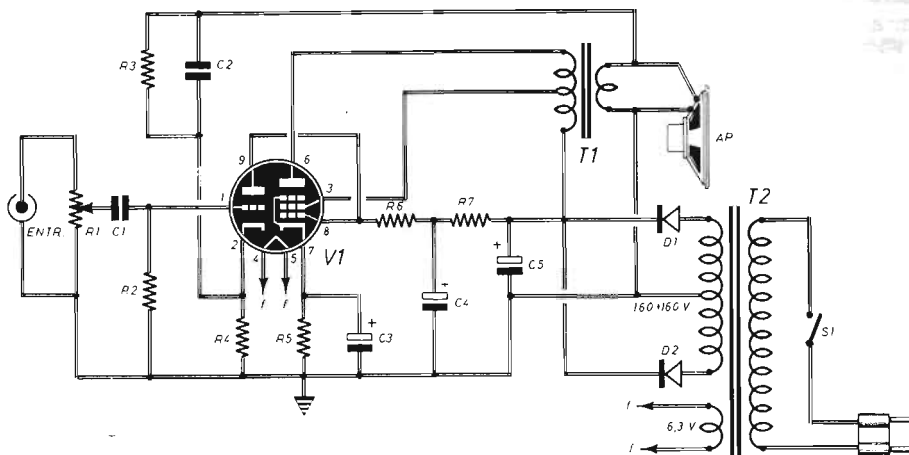 R3
C2
9
6
T1
AP
ENTR.
R1
C1
1
3
8
R6
R7
2
7
4
5
V1
f
f
R2
R4
R5
C3
+
C4
+
C5
+
D1
T2
160+160 V
S1
D2
f
6,3 V
f